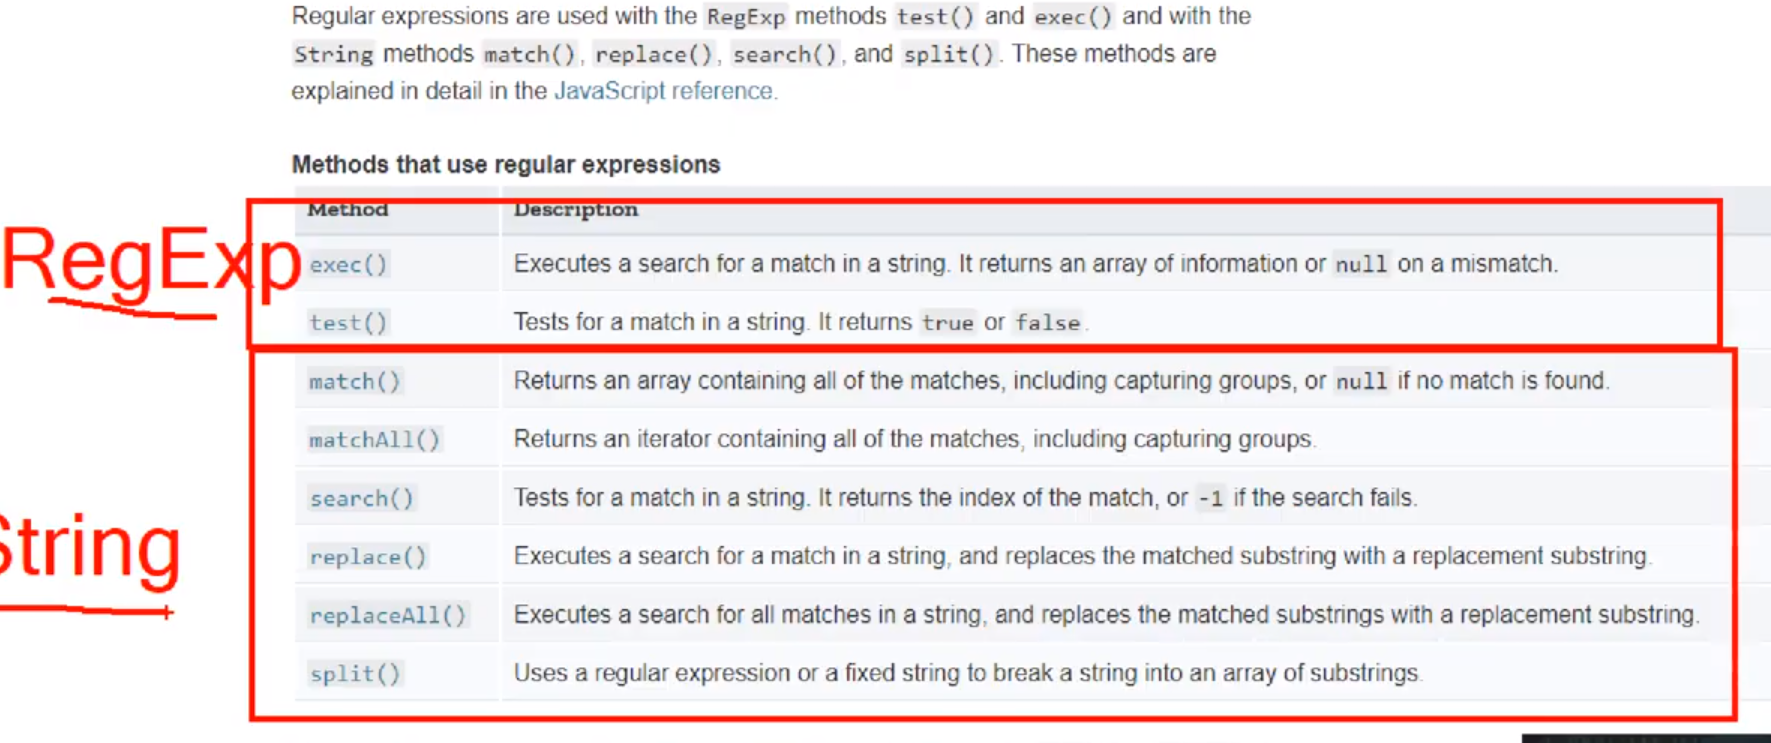 Regular expressions are used with the RegExp methods test() and exec() and with the
String methods match(), replace(), search(), and split(). These methods are
explained in detail in the JavaScript reference.
Methods that use regular expressions
Method Description
RegExp
exec() Executes a search for a match in a string. It returns an array of information or null on a mismatch.
test() Tests for a match in a string. It returns true or false.
match() Returns an array containing all of the matches, including capturing groups, or null if no match is found.
matchAll() Returns an iterator containing all of the matches, including capturing groups.
search() Tests for a match in a string. It returns the index of the match, or -1 if the search fails.
String
replace() Executes a search for a match in a string, and replaces the matched substring with a replacement substring.
replaceAll() Executes a search for all matches in a string, and replaces the matched substrings with a replacement substring.
split() Uses a regular expression or a fixed string to break a string into an array of substrings.